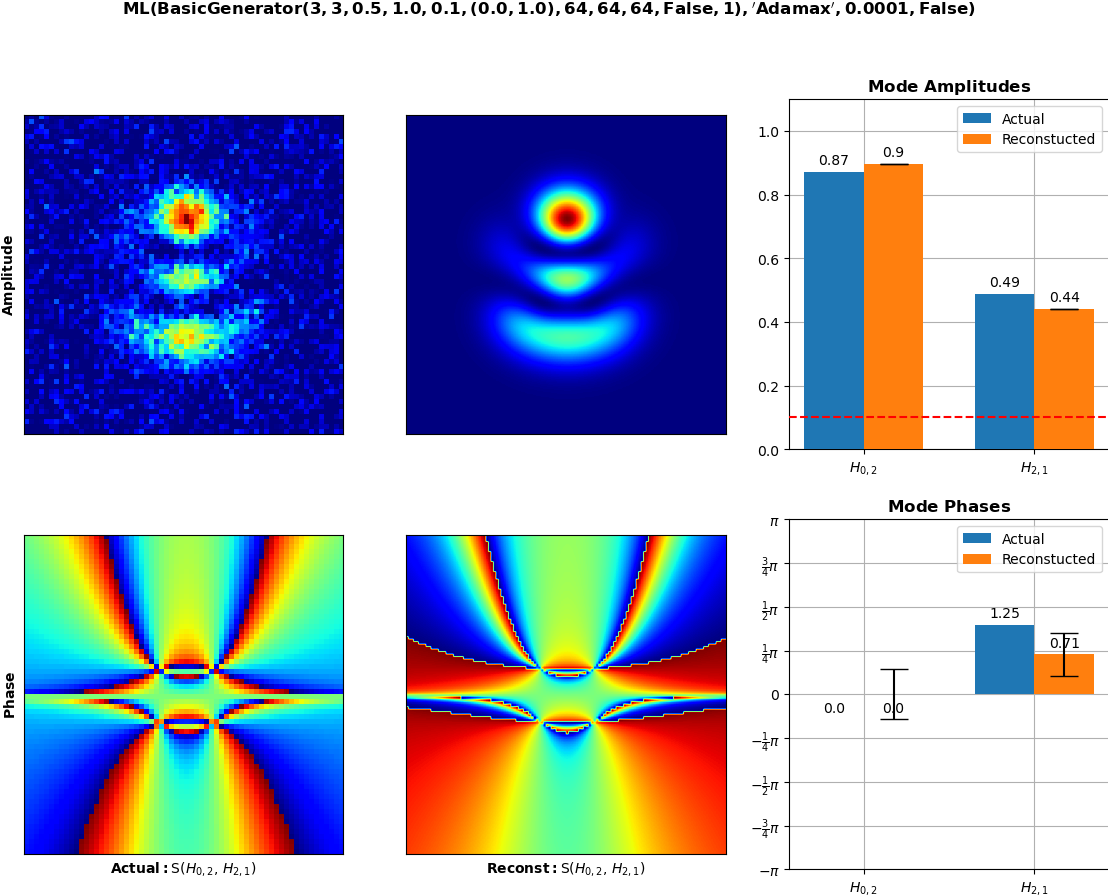 ML(BasicGenerator(3, 3, 0.5, 1.0, 0.1, (0.0, 1.0), 64, 64, 64, False, 1), ′Adamax′, 0.0001, False)
Amplitude
Mode Amplitudes
Actual
Reconstucted
1.0
0.8
0.6
0.4
0.2
0.0
0.87
0.9
0.49
0.44
H0, 2
H2, 1
Phase
Actual: S(H0, 2, H2, 1)
Reconst: S(H0, 2, H2, 1)
Mode Phases
Actual
Reconstucted
π
3/4π
1/2π
1/4π
0
−1/4π
−1/2π
−3/4π
−π
0.0
0.0
1.25
0.71
H0, 2
H2, 1